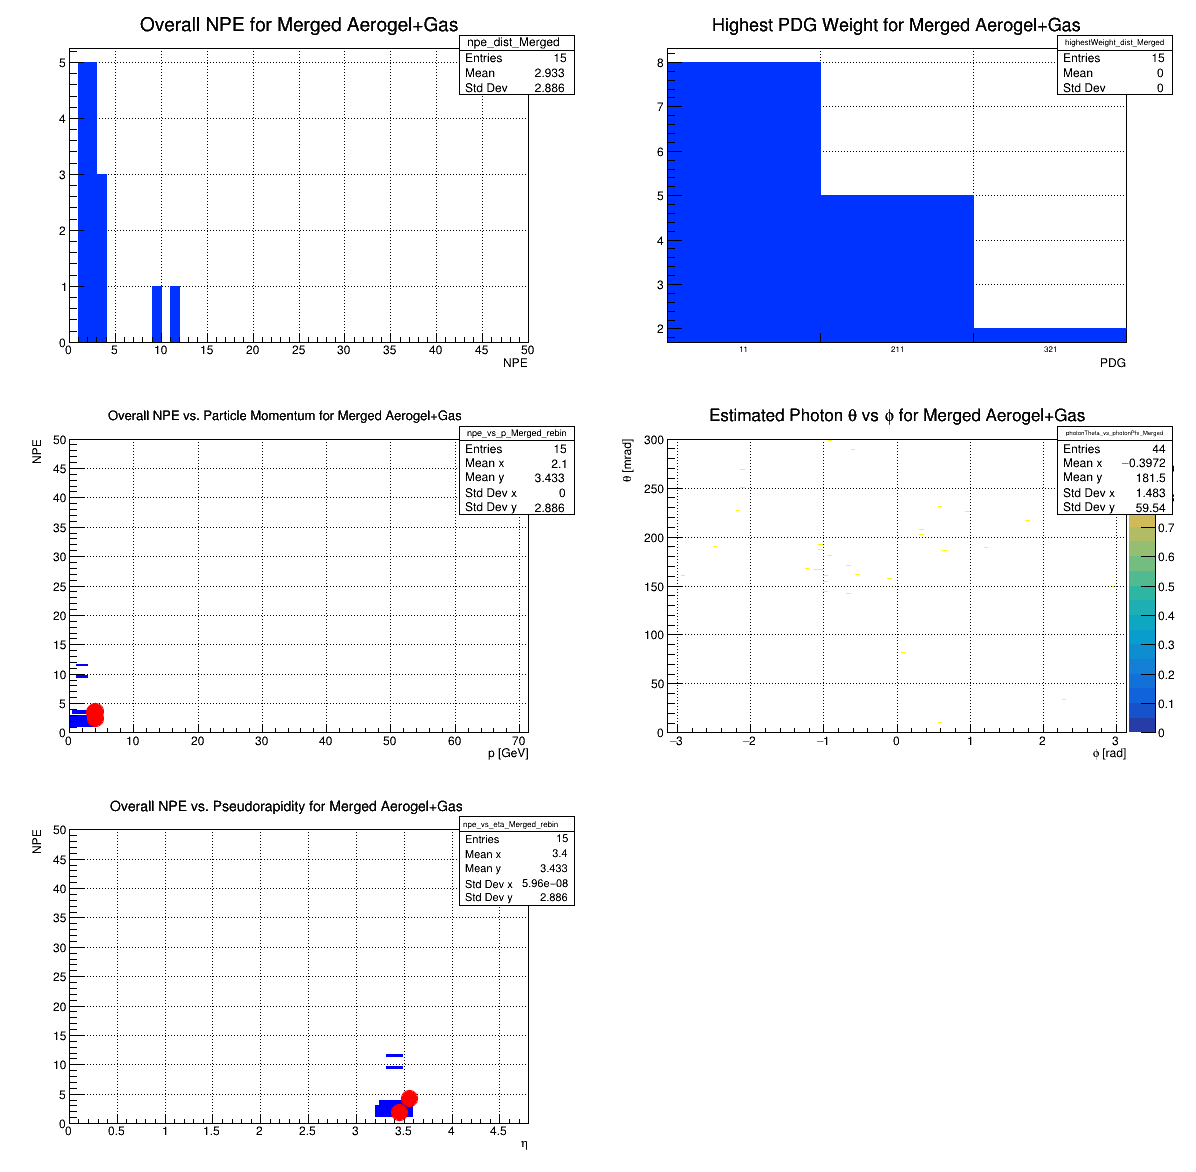 Overall NPE for Merged Aerogel+Gas
npe_dist_Merged
Entries 15
Mean 2.933
Std Dev 2.886
5
4
3
2
1
0
0 5 10 15 20 25 30 35 40 45 50
NPE
Highest PDG Weight for Merged Aerogel+Gas
highestWeight_dist_Merged
Entries 15
Mean 0
Std Dev 0
8
7
6
5
4
3
2
11 211 321
PDG
Overall NPE vs. Particle Momentum for Merged Aerogel+Gas
NPE
npe_vs_p_Merged_rebin
Entries 15
Mean x 2.1
Mean y 3.433
Std Dev x 0
Std Dev y 2.886
50
45
40
35
30
25
20
15
10
5
0
0 10 20 30 40 50 60 70
p [GeV]
Estimated Photon θ vs ϕ for Merged Aerogel+Gas
θ [mrad]
photonTheta_vs_photonPhi_Merged
Entries 44
Mean x −0.3972
Mean y 181.5
Std Dev x 1.483
Std Dev y 59.54
300
250
200
150
100
50
0
−3 −2 −1 0 1 2 3
ϕ [rad]
0.7
0.6
0.5
0.4
0.3
0.2
0.1
0
Overall NPE vs. Pseudorapidity for Merged Aerogel+Gas
NPE
npe_vs_eta_Merged_rebin
Entries 15
Mean x 3.4
Mean y 3.433
Std Dev x 5.96e−08
Std Dev y 2.886
50
45
40
35
30
25
20
15
10
5
0
0 0.5 1 1.5 2 2.5 3 3.5 4 4.5
η